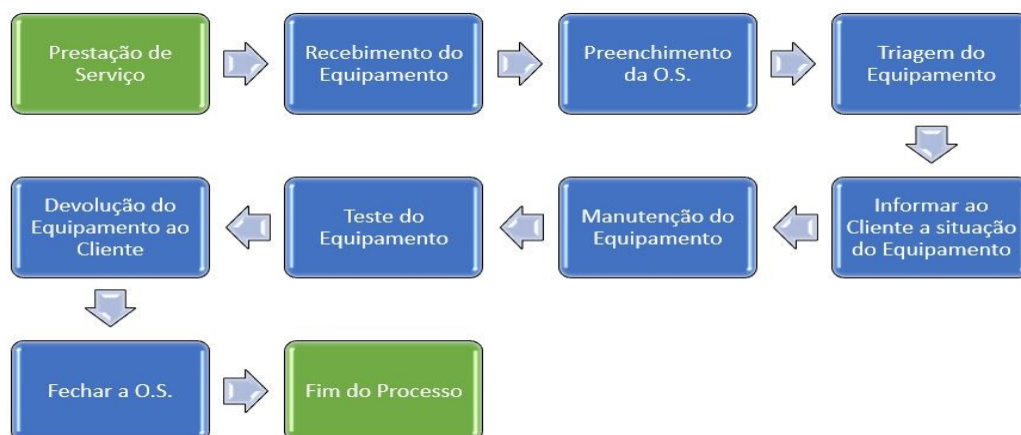 Prestação de
Serviço
Recebimento do
Equipamento
Preenchimento
da O.S.
Triagem do
Equipamento
Informar ao
Cliente a situação
do Equipamento
Manutenção do
Equipamento
Teste do
Equipamento
Devolução do
Equipamento ao
Cliente
Fechar a O.S.
Fim do Processo